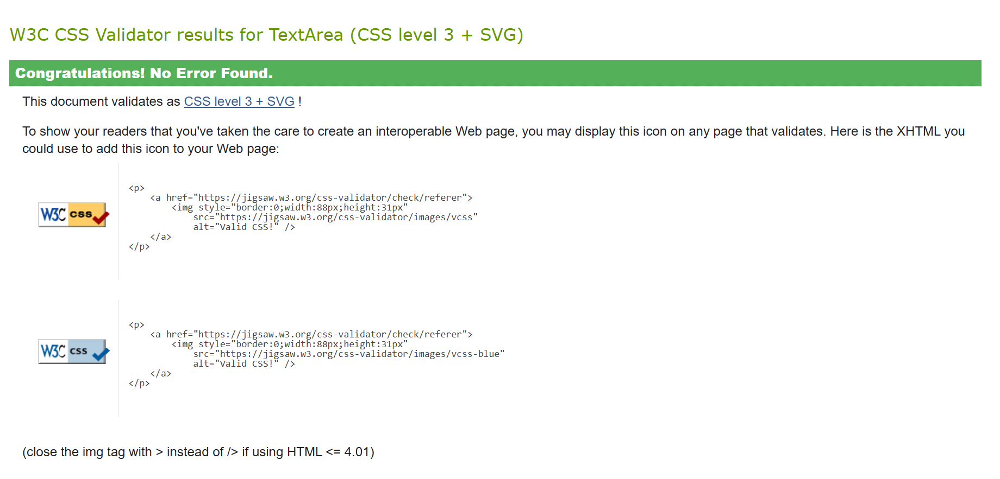 W3C CSS Validator results for TextArea (CSS level 3 + SVG)
Congratulations! No Error Found.
This document validates as CSS level 3 + SVG !
To show your readers that you've taken the care to create an interoperable Web page, you may display this icon on any page that validates. Here is the XHTML you
could use to add this icon to your Web page:
W3C css
<p>
    <a href="https://jigsaw.w3.org/css-validator/check/referer">
        <img style="border:0;width:88px;height:31px"
            src="https://jigsaw.w3.org/css-validator/images/vcss"
            alt="Valid CSS!" />
    </a>
</p>
W3C css
<p>
    <a href="https://jigsaw.w3.org/css-validator/check/referer">
        <img style="border:0;width:88px;height:31px"
            src="https://jigsaw.w3.org/css-validator/images/vcss-blue"
            alt="Valid CSS!" />
    </a>
</p>
(close the img tag with > instead of /> if using HTML <= 4.01)